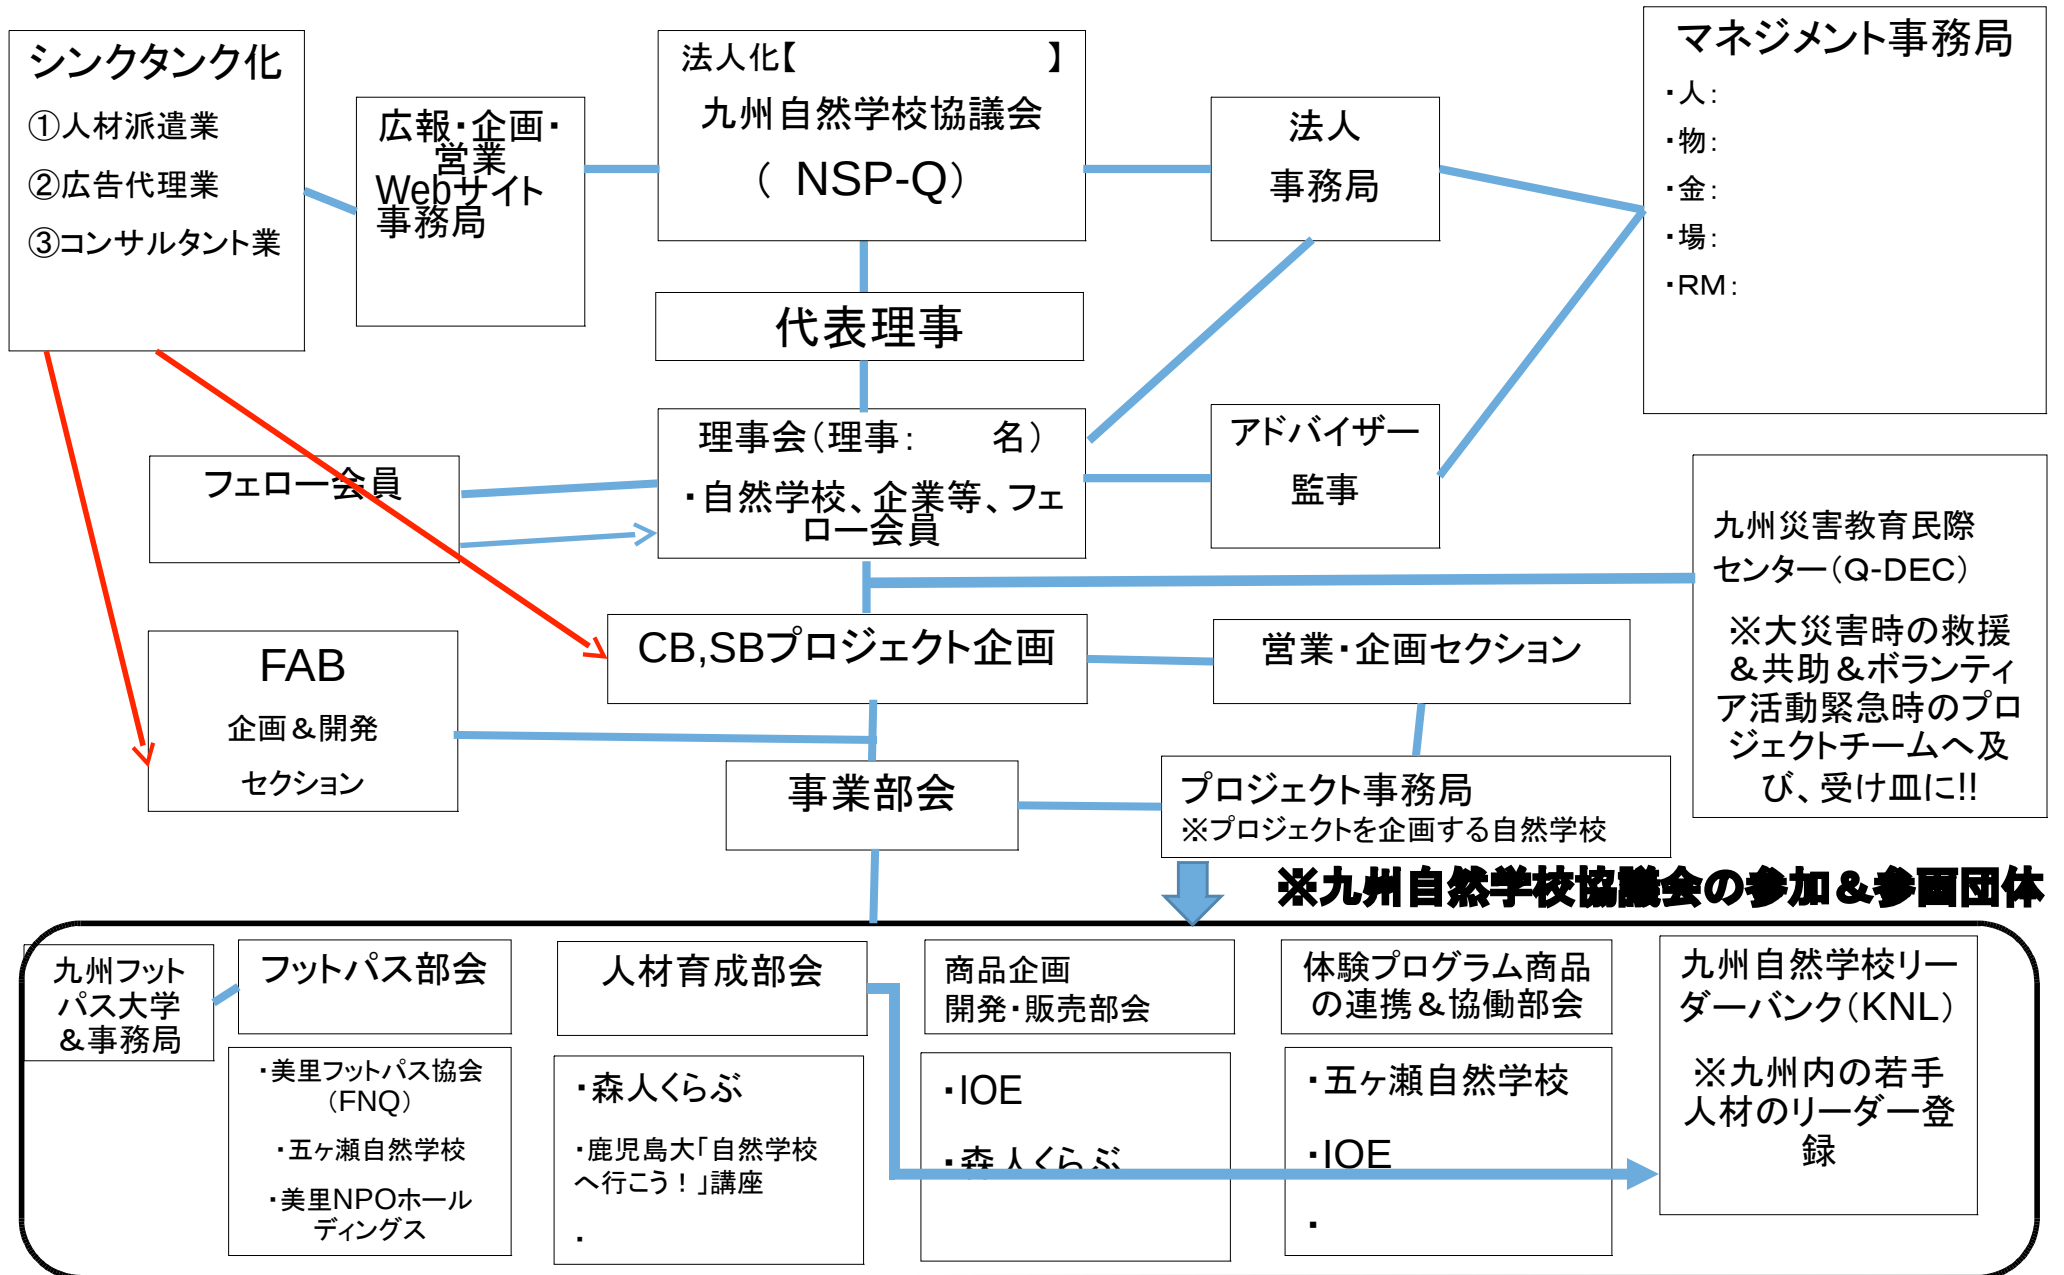 シンクタンク化
①人材派遣業
②広告代理業
③コンサルタント業
広報・企画・
営業
Webサイト
事務局
法人化【　　　　　　　】
九州自然学校協議会
（ NSP-Q）
法人
事務局
マネジメント事務局
・人：
・物：
・金：
・場：
・RM：
代表理事
理事会（理事：　　名）
・自然学校、企業等、フェ
ロー会員
アドバイザー
監事
フェロー会員
九州災害教育民際
センター（Q-DEC）
※大災害時の救援
＆共助＆ボランティ
ア活動緊急時のプロ
ジェクトチームへ及
び、受け皿に!!
FAB
企画＆開発
セクション
CB,SBプロジェクト企画
営業・企画セクション
事業部会
プロジェクト事務局
※プロジェクトを企画する自然学校
※九州自然学校協議会の参加＆参画団体
九州フット
パス大学
＆事務局
フットパス部会
人材育成部会
商品企画
開発・販売部会
体験プログラム商品
の連携＆協働部会
九州自然学校リー
ダーバンク（KNL）
※九州内の若手
人材のリーダー登
録
・美里フットパス協会
（FNQ）
・五ヶ瀬自然学校
・美里NPOホール
ディングス
・森人くらぶ
・鹿児島大「自然学校
へ行こう！」講座
・
・IOE
・森人くらぶ
・五ヶ瀬自然学校
・IOE
・